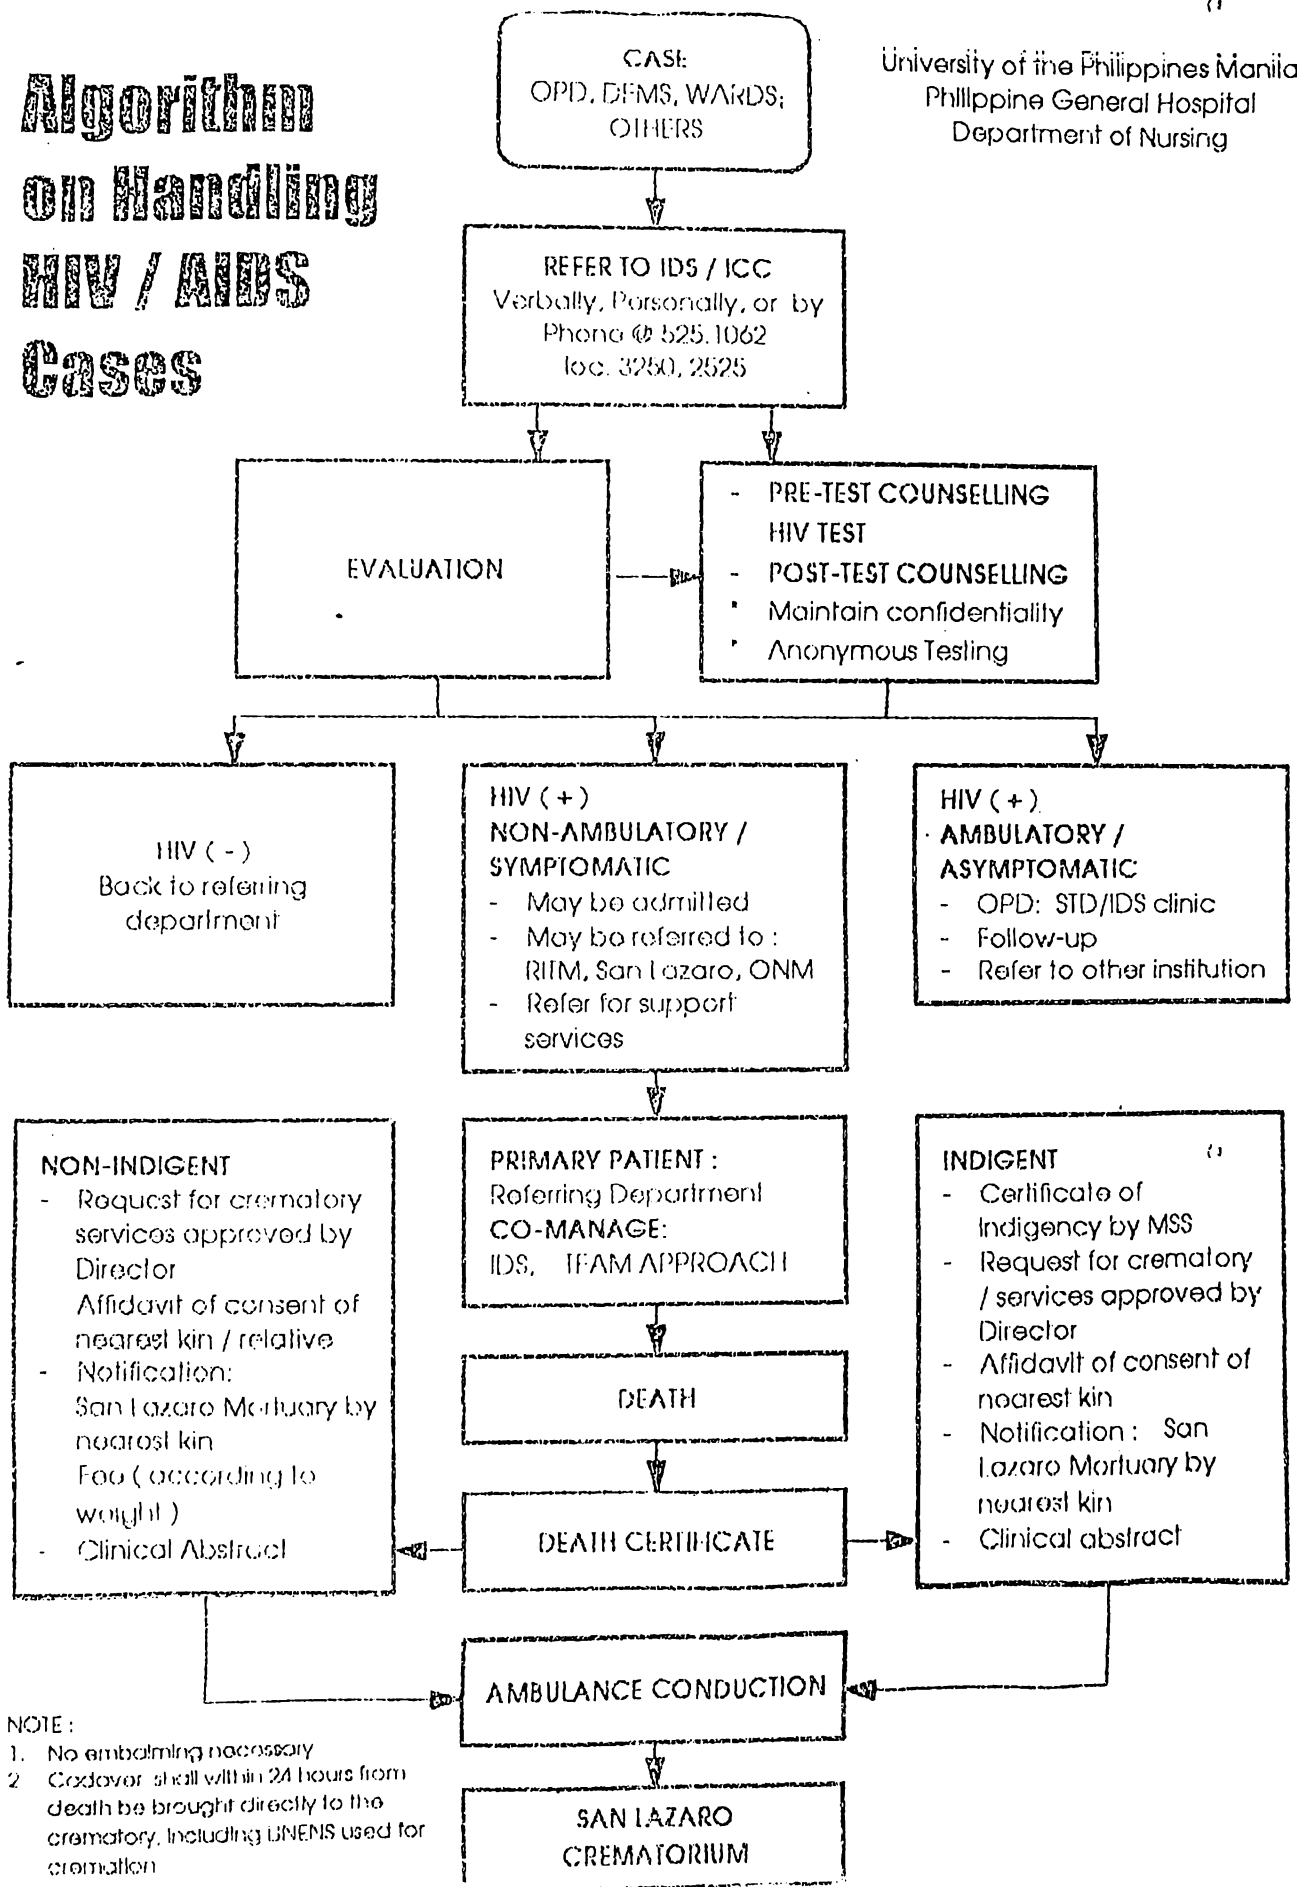 Algorithm
on Handling
HIV / AIDS
Cases
University of the Philippines Manila
Philippine General Hospital
Department of Nursing
CASE
OPD, DEMS, WARDS;
OTHERS
REFER TO IDS / ICC
Verbally, Personally, or by
Phone @ 525.1062
loc. 3250, 2525
EVALUATION
- PRE-TEST COUNSELLING
HIV TEST
- POST-TEST COUNSELLING
* Maintain confidentiality
* Anonymous Testing
HIV ( - )
Back to referring
department
HIV ( + )
NON-AMBULATORY /
SYMPTOMATIC
- May be admitted
- May be referred to :
RITM, San Lazaro, ONM
- Refer for support
services
HIV ( + )
AMBULATORY /
ASYMPTOMATIC
- OPD: STD/IDS clinic
- Follow-up
- Refer to other institution
NON-INDIGENT
- Request for crematory
services approved by
Director
Affidavit of consent of
nearest kin / relative
- Notification:
San Lazaro Mortuary by
nearest kin
Fee ( according to
weight )
- Clinical Abstract
PRIMARY PATIENT :
Referring Department
CO-MANAGE:
IDS, TEAM APPROACH
DEATH
DEATH CERTIFICATE
INDIGENT
- Certificate of
Indigency by MSS
- Request for crematory
/ services approved by
Director
- Affidavit of consent of
nearest kin
- Notification : San
Lazaro Mortuary by
nearest kin
- Clinical abstract
AMBULANCE CONDUCTION
SAN LAZARO
CREMATORIUM
NOTE :
1. No embalming necessary
2 Cadaver shall within 24 hours from
death be brought directly to the
crematory, including LINENS used for
cremation